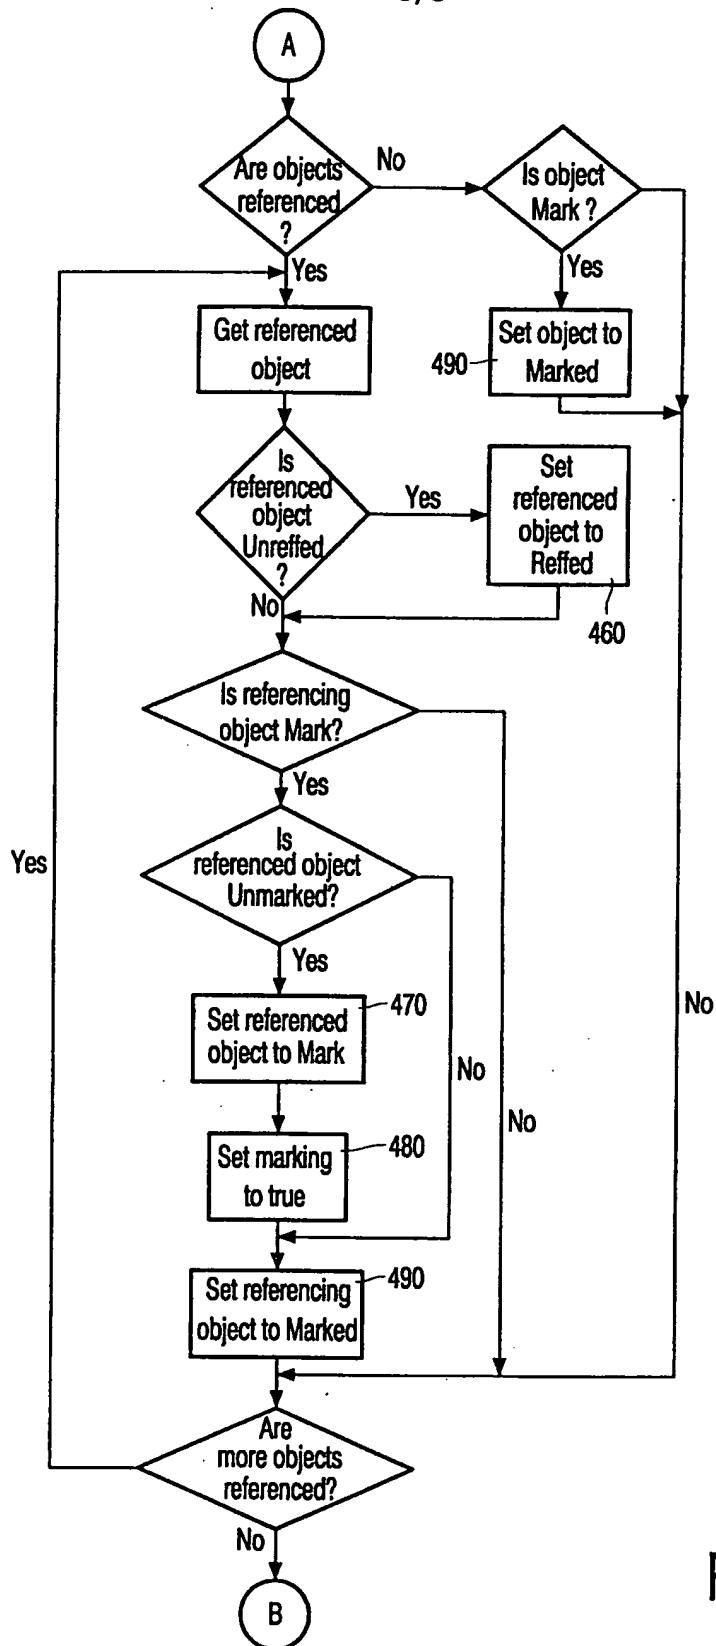 A
Are objects
referenced
?
No
Is object
Mark ?
Yes
Yes
Get referenced
object
490
Set object to
Marked
Is
referenced
object
Unreffed
?
Yes
Set
referenced
object to
Reffed
No
460
Is referencing
object Mark?
Yes
Is
referenced object
Unmarked?
Yes
Yes
470
Set referenced
object to Mark
No
No
No
480
Set marking
to true
490
Set referencing
object to Marked
Are
more objects
referenced?
No
B